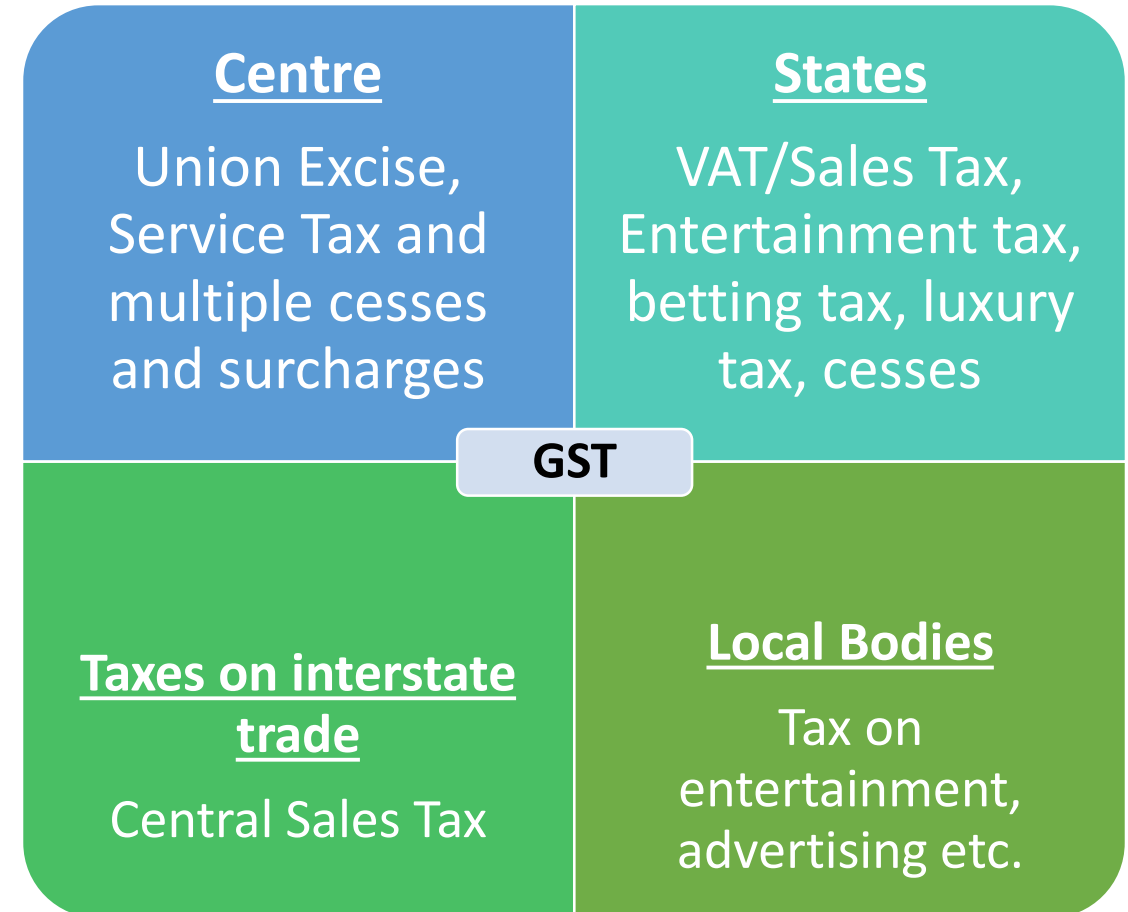 Centre
Union Excise,
Service Tax and
multiple cesses
and surcharges
States
VAT/Sales Tax,
Entertainment tax,
betting tax, luxury
tax, cesses
GST
Taxes on interstate
trade
Central Sales Tax
Local Bodies
Tax on
entertainment,
advertising etc.